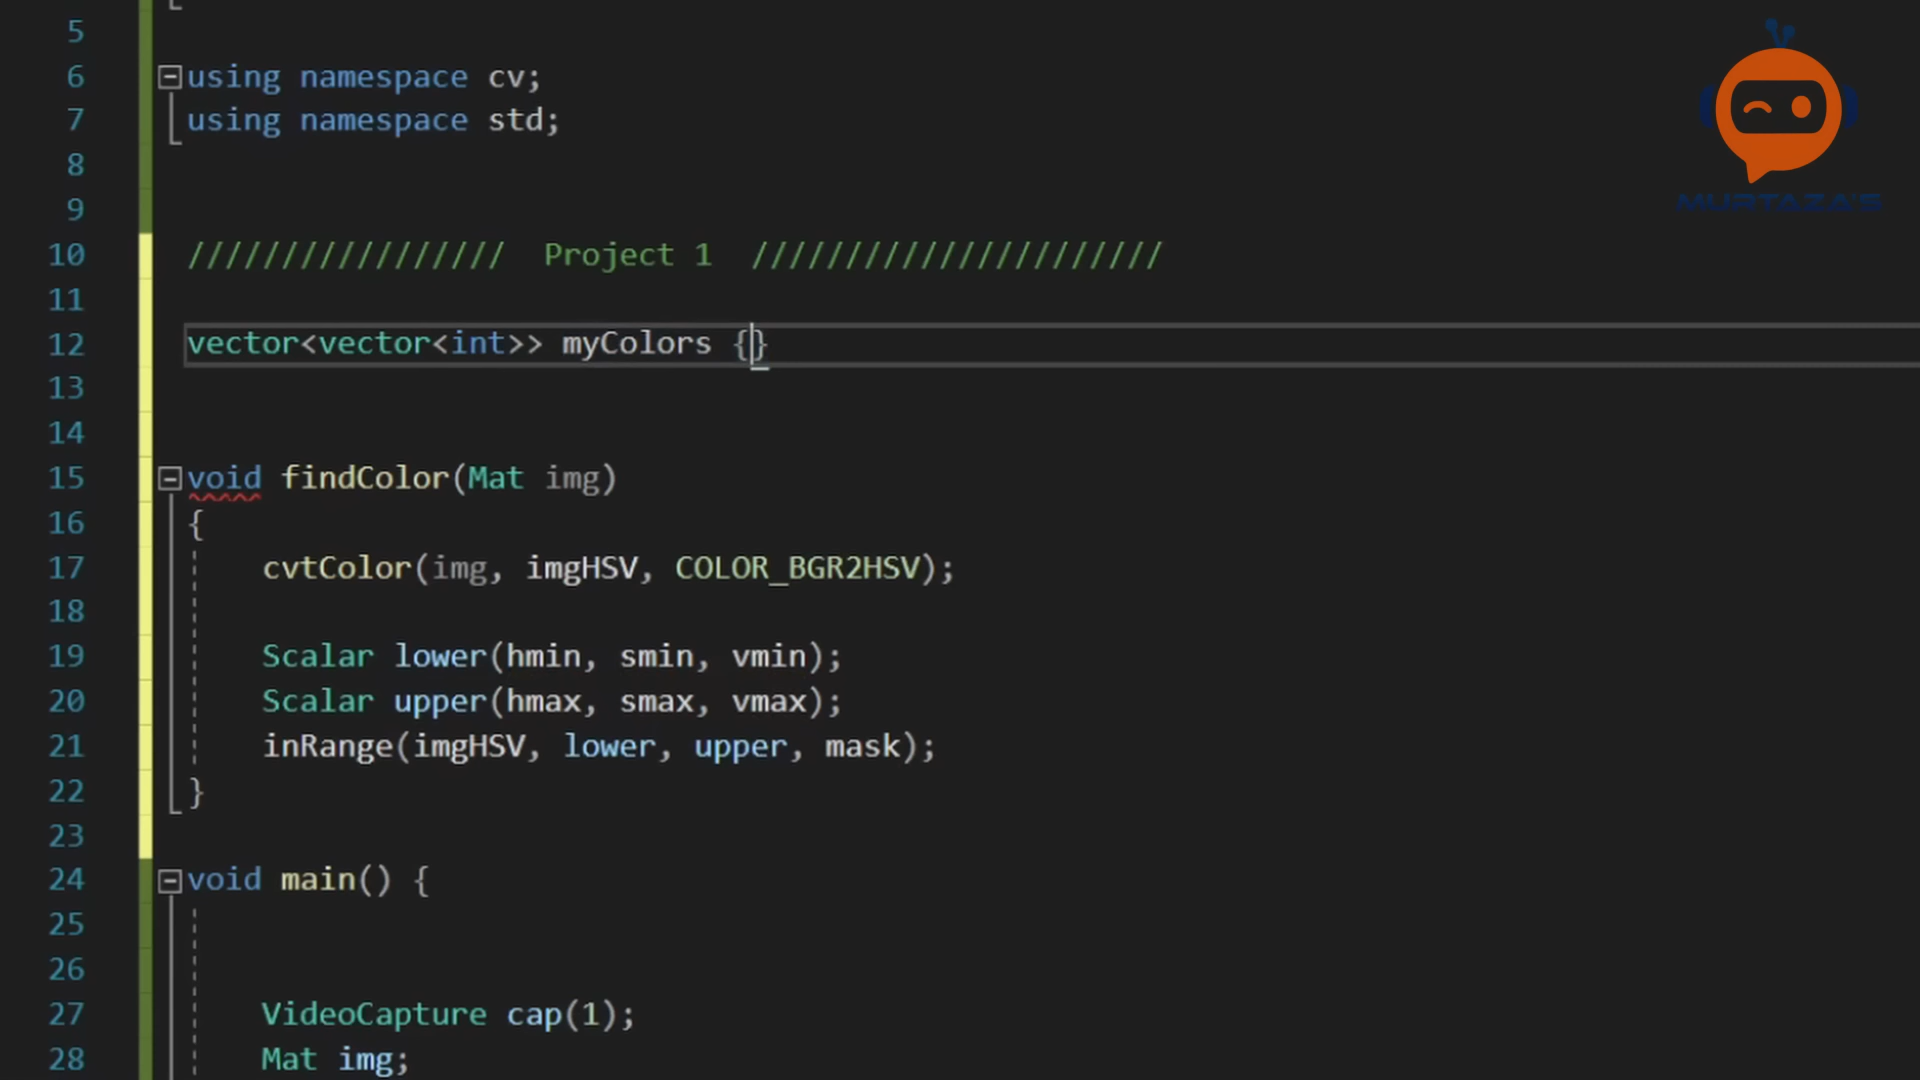 5
6 using namespace cv;
7 using namespace std;
8
9
10 ///////////////// Project 1 //////////////////////
11
12 vector<vector<int>> myColors {}
13
14
15 void findColor(Mat img)
16 {
17 cvtColor(img, imgHSV, COLOR_BGR2HSV);
18
19 Scalar lower(hmin, smin, vmin);
20 Scalar upper(hmax, smax, vmax);
21 inRange(imgHSV, lower, upper, mask);
22 }
23
24 void main() {
25
26
27 VideoCapture cap(1);
28 Mat img;
MURTAZA'S